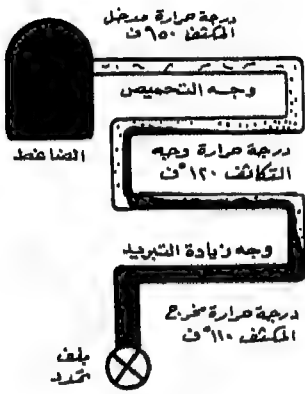 درجة حرارة مدخل
المكثف ١٥٠°ف
وجه التحميص
الضاغط
درجة حرارة وجه
التكاثف ١٢٠°ف
وجه زيادة التبريد
درجة حرارة مخرج
المكثف ١١٠°ف
بلف
تمدد